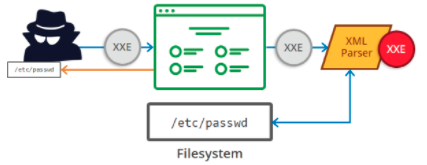 XXE
XXE
XML
Parser
XXE
/etc/passwd
/etc/passwd
Filesystem